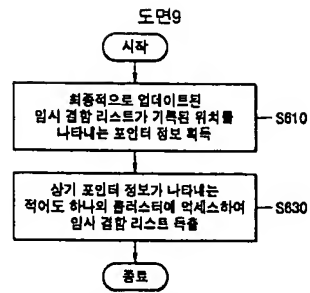 도면9
시작
최종적으로 업데이트된
임시 결함 리스트가 기록된 위치를
나타내는 포인터 정보 획득
S610
상기 포인터 정보가 나타내는
적어도 하나의 클러스터에 억세스하여
임시 결함 리스트 독출
S630
종료